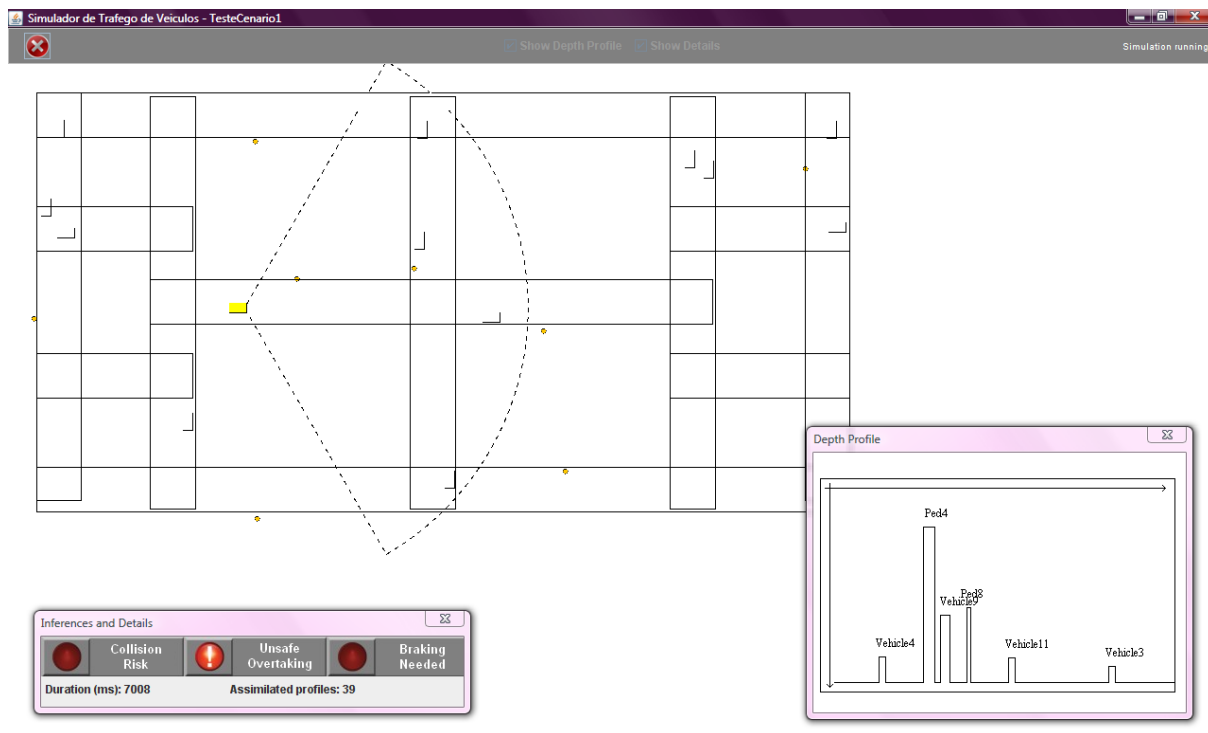 Simulador de Trafego de Veiculos - TesteCenario1
Show Depth Profile Show Details
Simulation running
Depth Profile
Ped4
Ped8
Vehicle9
Vehicle4
Vehicle11
Vehicle3
Inferences and Details
Collision
Risk
Unsafe
Overtaking
Braking
Needed
Duration (ms): 7008 Assimilated profiles: 39